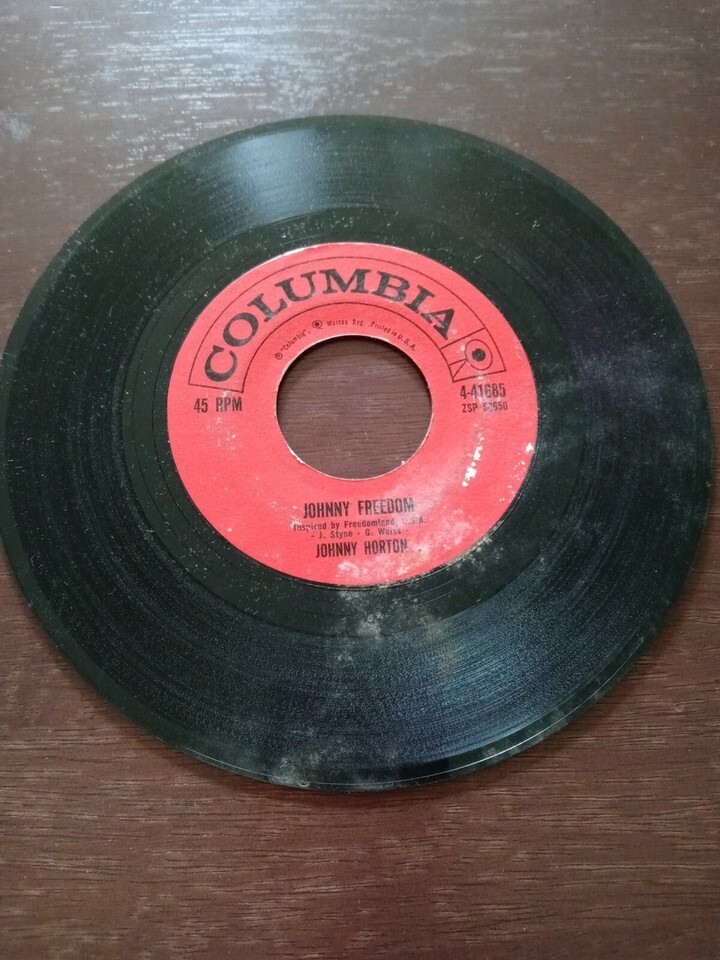 COLUMBIA
® "Columbia", ® Marcas Reg. Printed in U.S.A.
45 RPM
4-41685
ZSP
JOHNNY FREEDOM
Inspired by Freedomland, U.S.A.
- J. Styne - G. Weiss -
JOHNNY HORTON